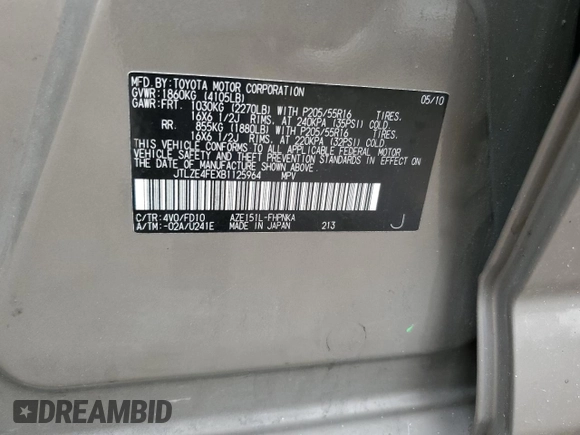 MFD. BY:TOYOTA MOTOR CORPORATION 05/10
GVWR:1860KG (4105LB)
GAWR:FRT. 1030KG (2270LB) WITH P205/55R16 TIRES,
16X6 1/2J RIMS, AT 240KPA (35PSI) COLD
RR. 855KG (1880LB) WITH P205/55R16 TIRES,
16X6 1/2J RIMS, AT 220KPA (32PSI) COLD
THIS VEHICLE CONFORMS TO ALL APPLICABLE FEDERAL MOTOR
VEHICLE SAFETY AND THEFT PREVENTION STANDARDS IN EFFECT
ON THE DATE OF MANUFACTURE SHOWN ABOVE.
JTLZE4FEXB1125964 MPV
C/TR:4V0/FD10 AZE151L-FHPNKA
A/TM:-02A/U241E MADE IN JAPAN 213 J
DREAMBID